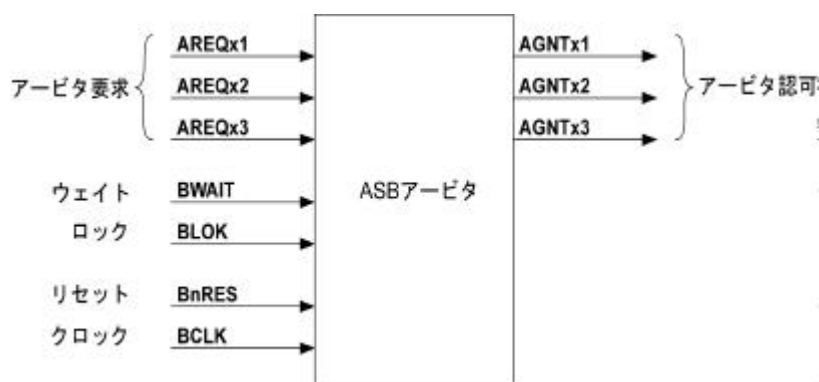 AREQx1
AGNTx1
アービタ要求
AREQx2
AGNTx2
アービタ認可
AREQx3
AGNTx3
ウェイト
BWAIT
ASBアービタ
ロック
BLOK
リセット
BnRES
クロック
BCLK